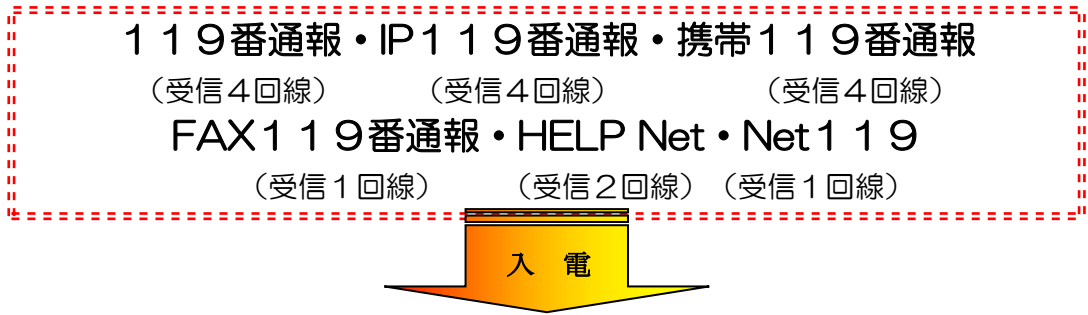 １１９番通報・IP１１９番通報・携帯１１９番通報
（受信４回線）　（受信４回線）　（受信４回線）
FAX１１９番通報・HELP Net・Net１１９
（受信１回線）　（受信２回線）（受信１回線）
入　電